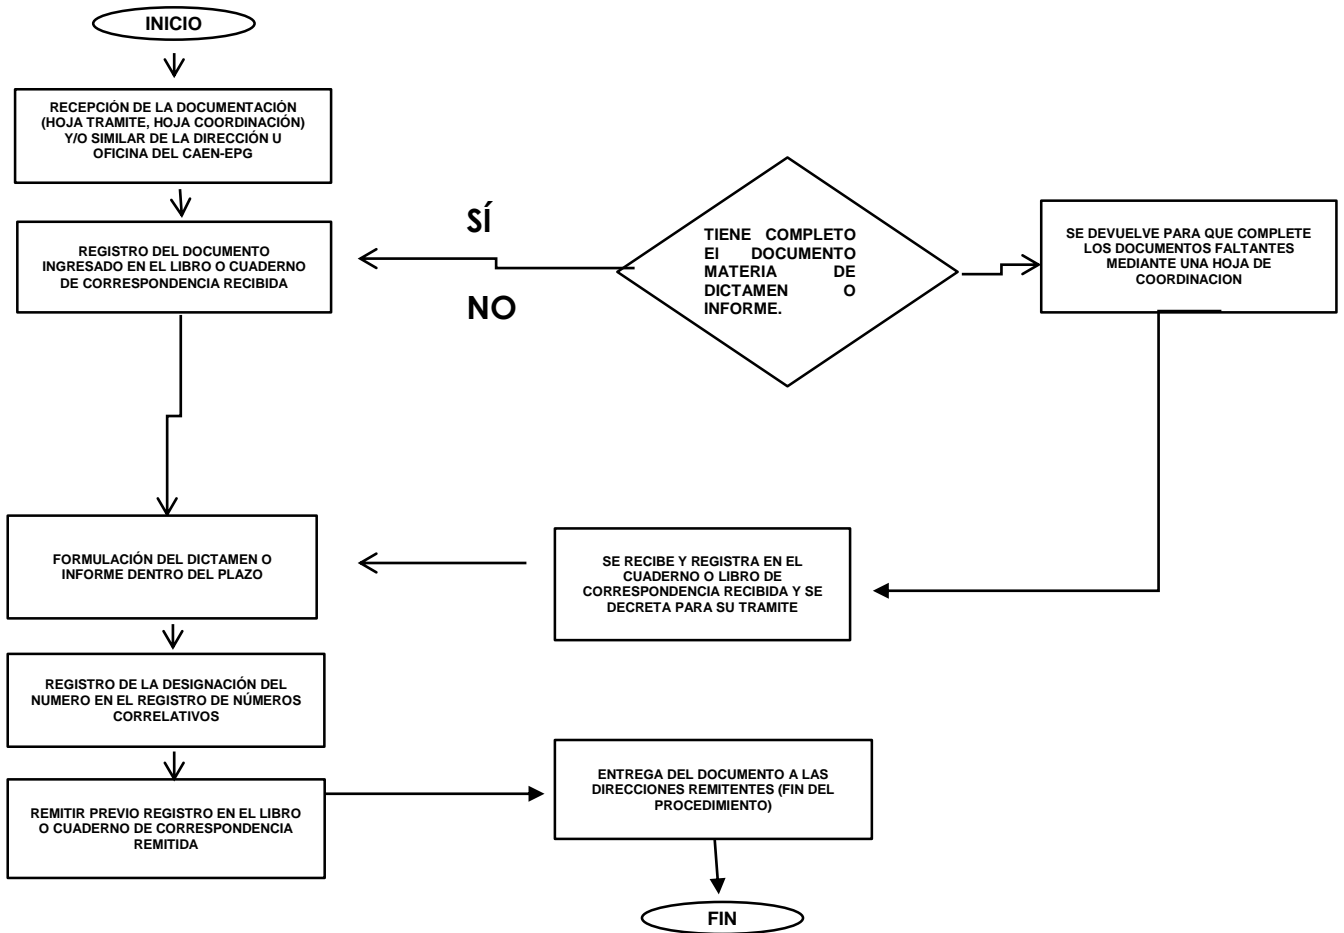 INICIO
RECEPCIÓN DE LA DOCUMENTACIÓN
(HOJA TRAMITE, HOJA COORDINACIÓN)
Y/O SIMILAR DE LA DIRECCIÓN U
OFICINA DEL CAEN-EPG
REGISTRO DEL DOCUMENTO
INGRESADO EN EL LIBRO O CUADERNO
DE CORRESPONDENCIA RECIBIDA
SÍ
NO
TIENE COMPLETO
El DOCUMENTO
MATERIA DE
DICTAMEN O
INFORME.
SE DEVUELVE PARA QUE COMPLETE
LOS DOCUMENTOS FALTANTES
MEDIANTE UNA HOJA DE
COORDINACION
FORMULACIÓN DEL DICTAMEN O
INFORME DENTRO DEL PLAZO
SE RECIBE Y REGISTRA EN EL
CUADERNO O LIBRO DE
CORRESPONDENCIA RECIBIDA Y SE
DECRETA PARA SU TRAMITE
REGISTRO DE LA DESIGNACIÓN DEL
NUMERO EN EL REGISTRO DE NÚMEROS
CORRELATIVOS
REMITIR PREVIO REGISTRO EN EL LIBRO
O CUADERNO DE CORRESPONDENCIA
REMITIDA
ENTREGA DEL DOCUMENTO A LAS
DIRECCIONES REMITENTES (FIN DEL
PROCEDIMIENTO)
FIN